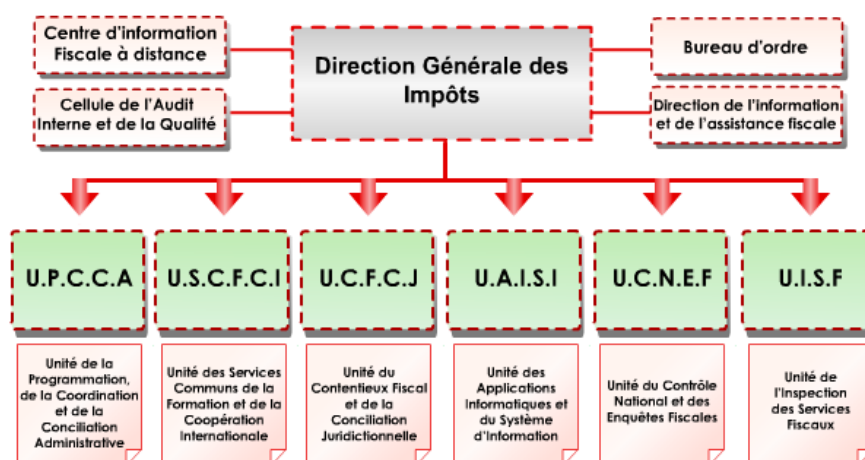 Centre d'information
Fiscale à distance
Direction Générale des
Impôts
Bureau d'ordre
Cellule de l'Audit
Interne et de la Qualité
Direction de l'information
et de l'assistance fiscale
U.P.C.C.A
U.S.C.F.C.I
U.C.F.C.J
U.A.I.S.I
U.C.N.E.F
U.I.S.F
Unité de la
Programmation,
de la Coordination
et de la
Conciliation
Administrative
Unité des Services
Communs de la
Formation et de la
Coopération
Internationale
Unité du
Contentieux Fiscal
et de la
Conciliation
Juridictionnelle
Unité des
Applications
Informatiques et
du Système
d'Information
Unité du Contrôle
National et des
Enquêtes Fiscales
Unité de
l'Inspection
des Services
Fiscaux